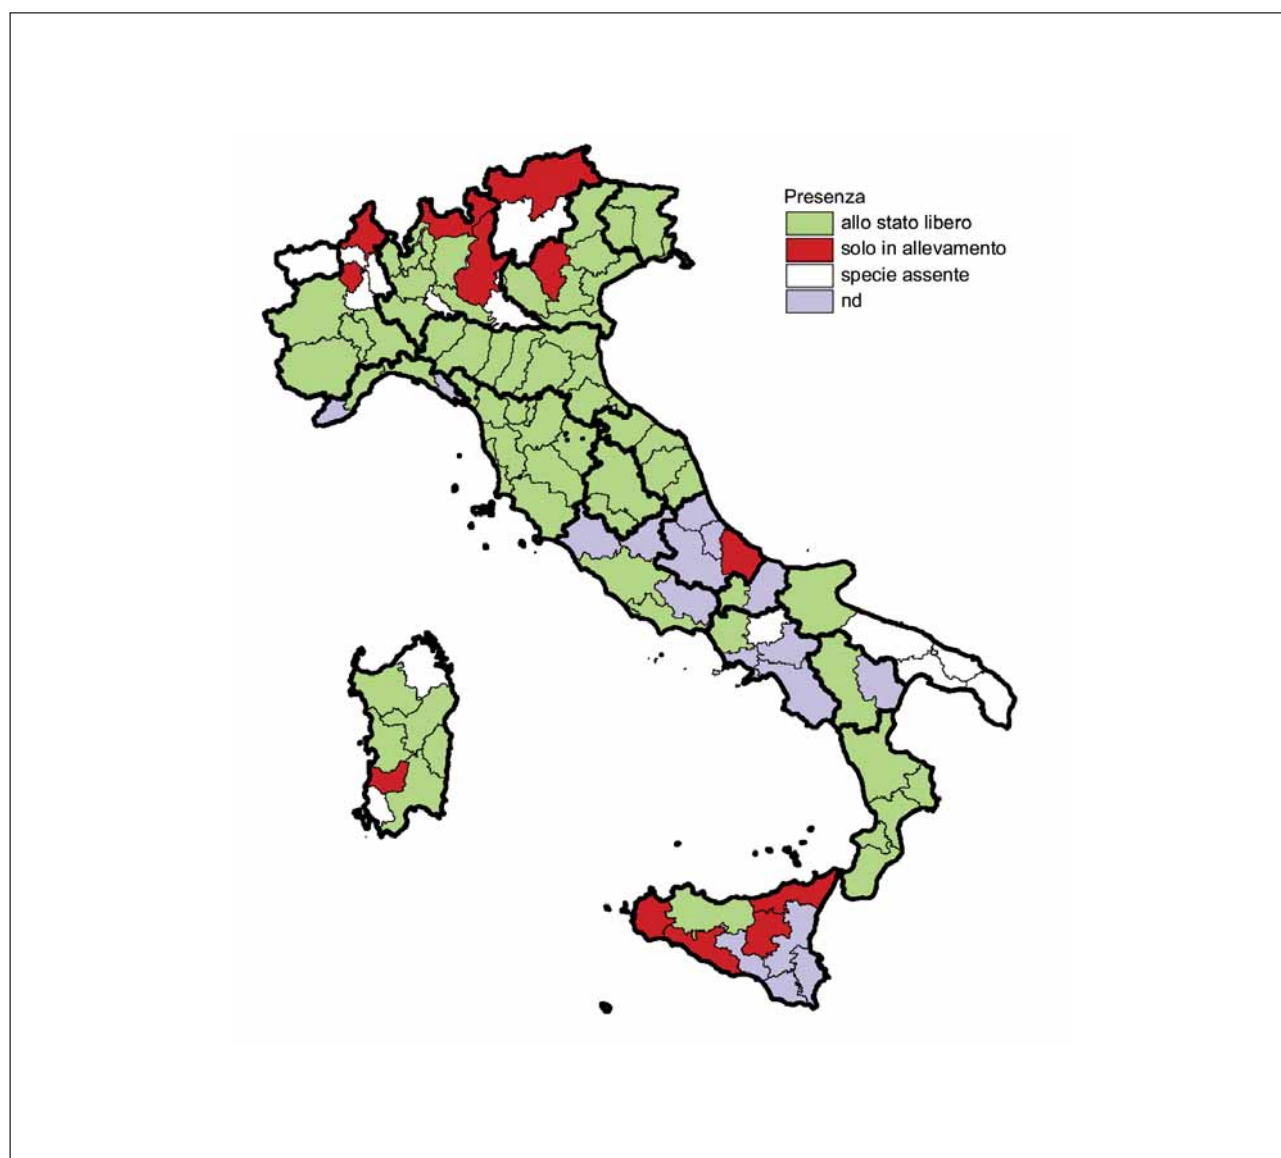 Presenza
allo stato libero
solo in allevamento
specie assente
nd